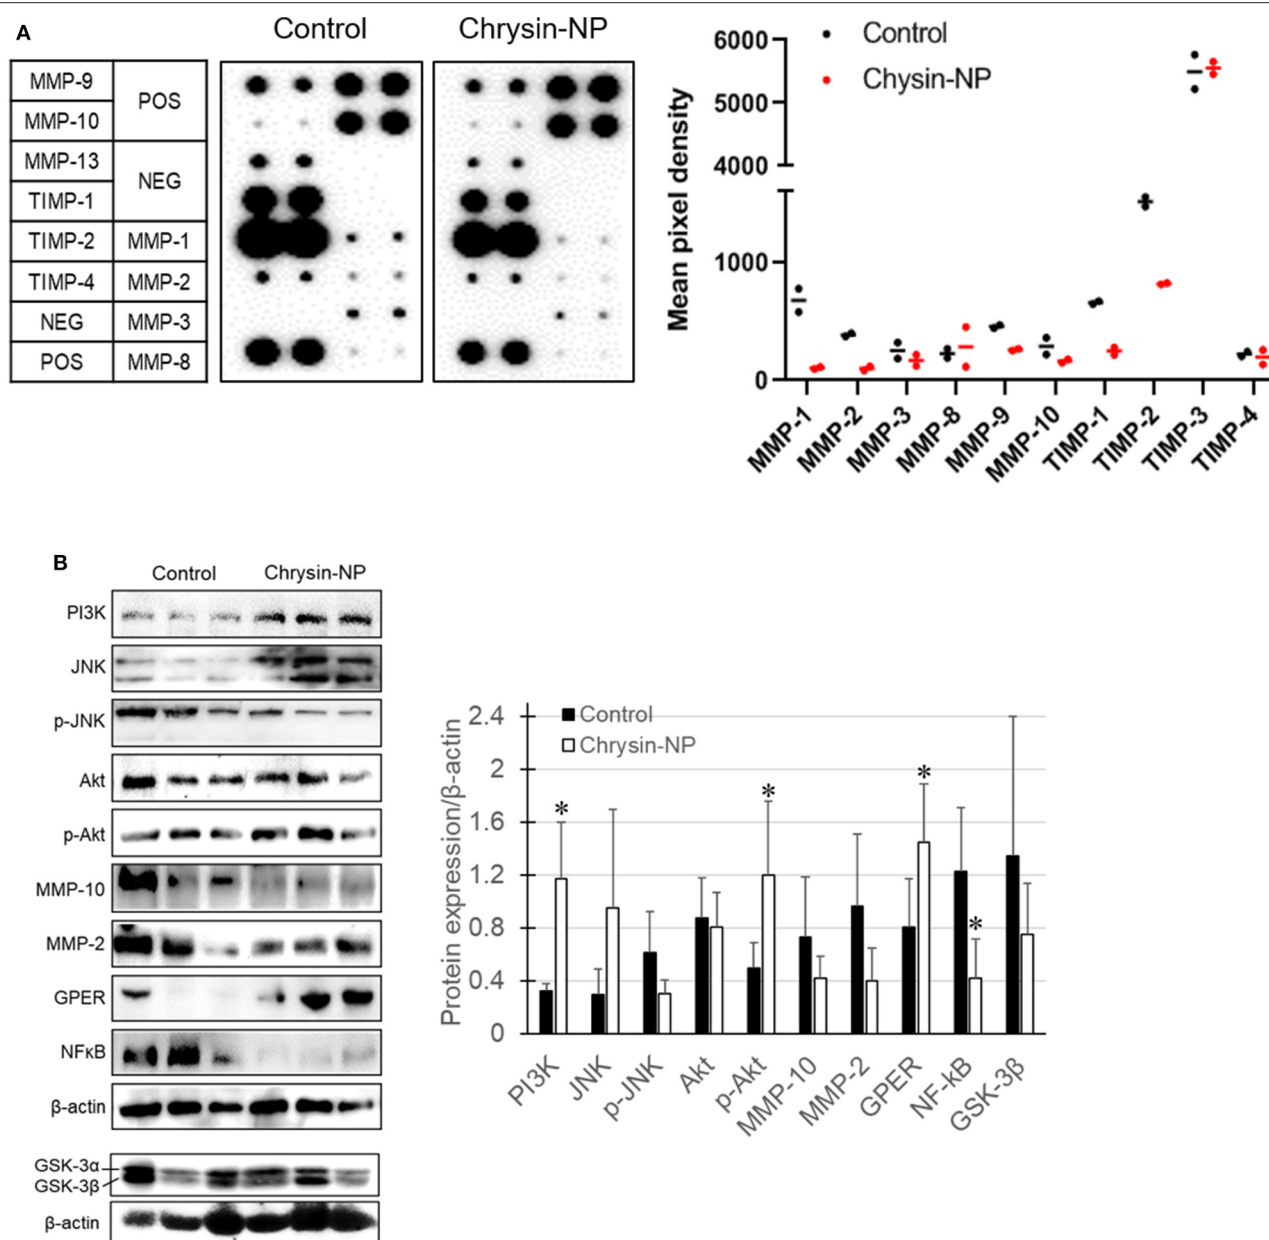 A
Control Chrysin-NP
MMP-9 POS
MMP-10
MMP-13 NEG
TIMP-1
TIMP-2 MMP-1
TIMP-4 MMP-2
NEG MMP-3
POS MMP-8
Control
Chysin-NP
Mean pixel density
6000
5000
4000
1000
0
MMP-1 MMP-2 MMP-3 MMP-8 MMP-9 MMP-10 TIMP-1 TIMP-2 TIMP-3 TIMP-4
B
Control Chrysin-NP
PI3K
JNK
p-JNK
Akt
p-Akt
MMP-10
MMP-2
GPER
NFκB
β-actin
GSK-3α
GSK-3β
β-actin
Control
Chrysin-NP
Protein expression/β-actin
2.4
2
1.6
1.2
0.8
0.4
0
* * * *
PI3K JNK p-JNK Akt p-Akt MMP-10 MMP-2 GPER NF-kB GSK-3β